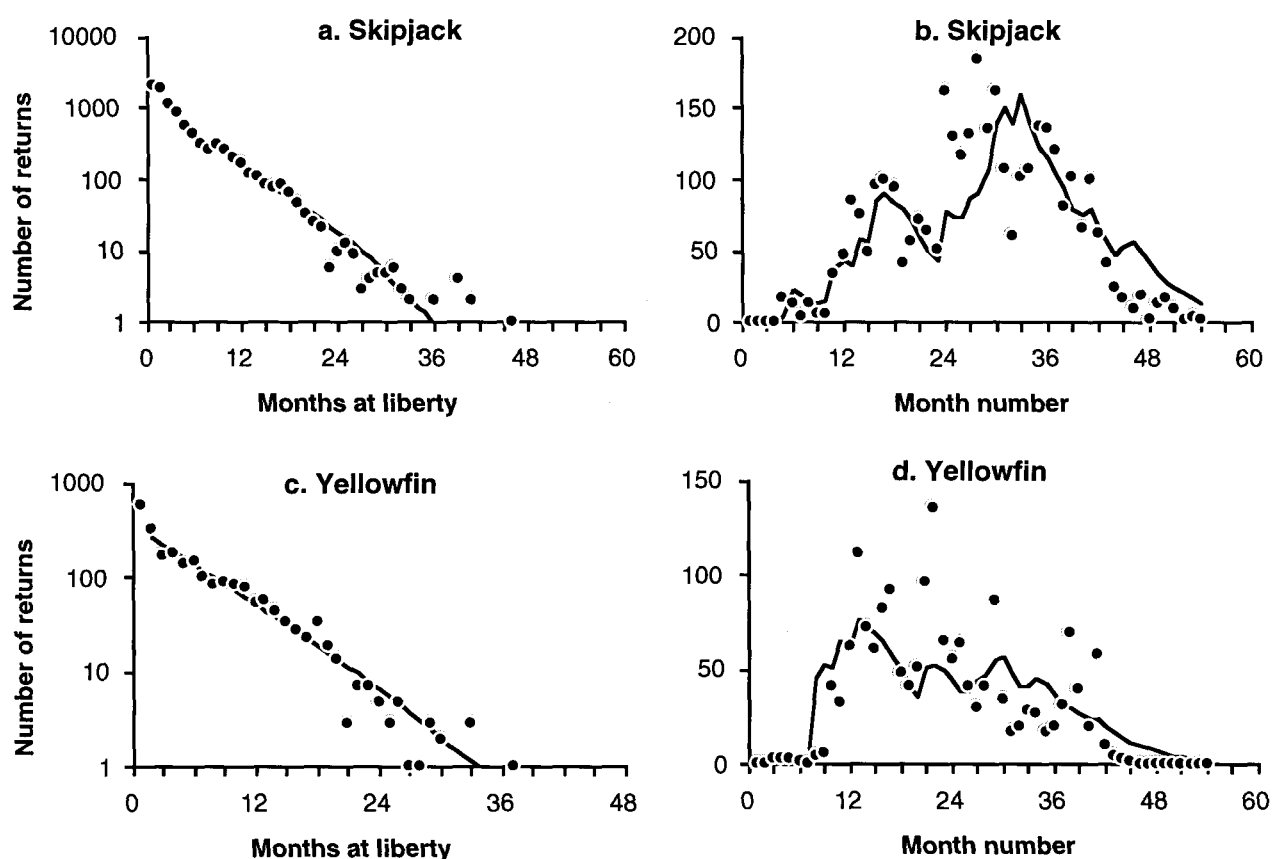 a. Skipjack
Number of returns
10000
1000
100
10
1
0 12 24 36 48 60
Months at liberty
b. Skipjack
200
150
100
50
0
0 12 24 36 48 60
Month number
c. Yellowfin
Number of returns
1000
100
10
1
0 12 24 36 48
Months at liberty
d. Yellowfin
150
100
50
0
0 12 24 36 48 60
Month number